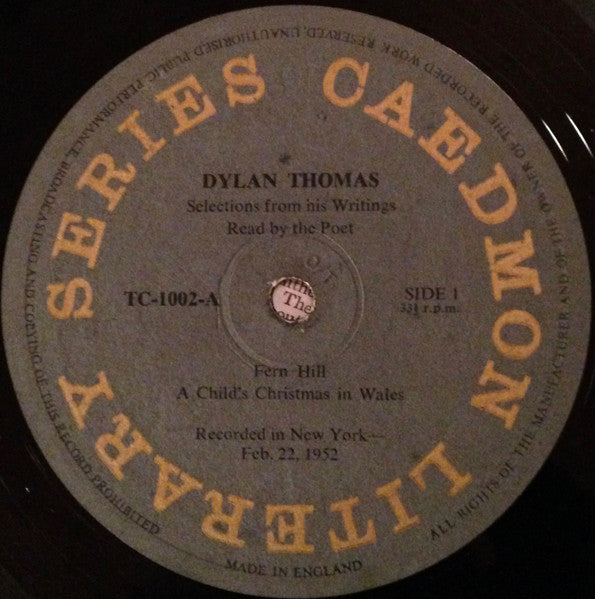 CAEDMON LITERARY SERIES
ALL RIGHTS OF THE MANUFACTURER AND OF THE OWNER OF THE RECORDED WORK RESERVED. UNAUTHORISED PUBLIC PERFORMANCE, BROADCASTING AND COPYING OF THIS RECORD PROHIBITED
DYLAN THOMAS
Selections from his Writings
Read by the Poet
TC-1002-A
The
SIDE 1
33⅓ r.p.m.
Fern Hill
A Child's Christmas in Wales
Recorded in New York—
Feb. 22, 1952
MADE IN ENGLAND